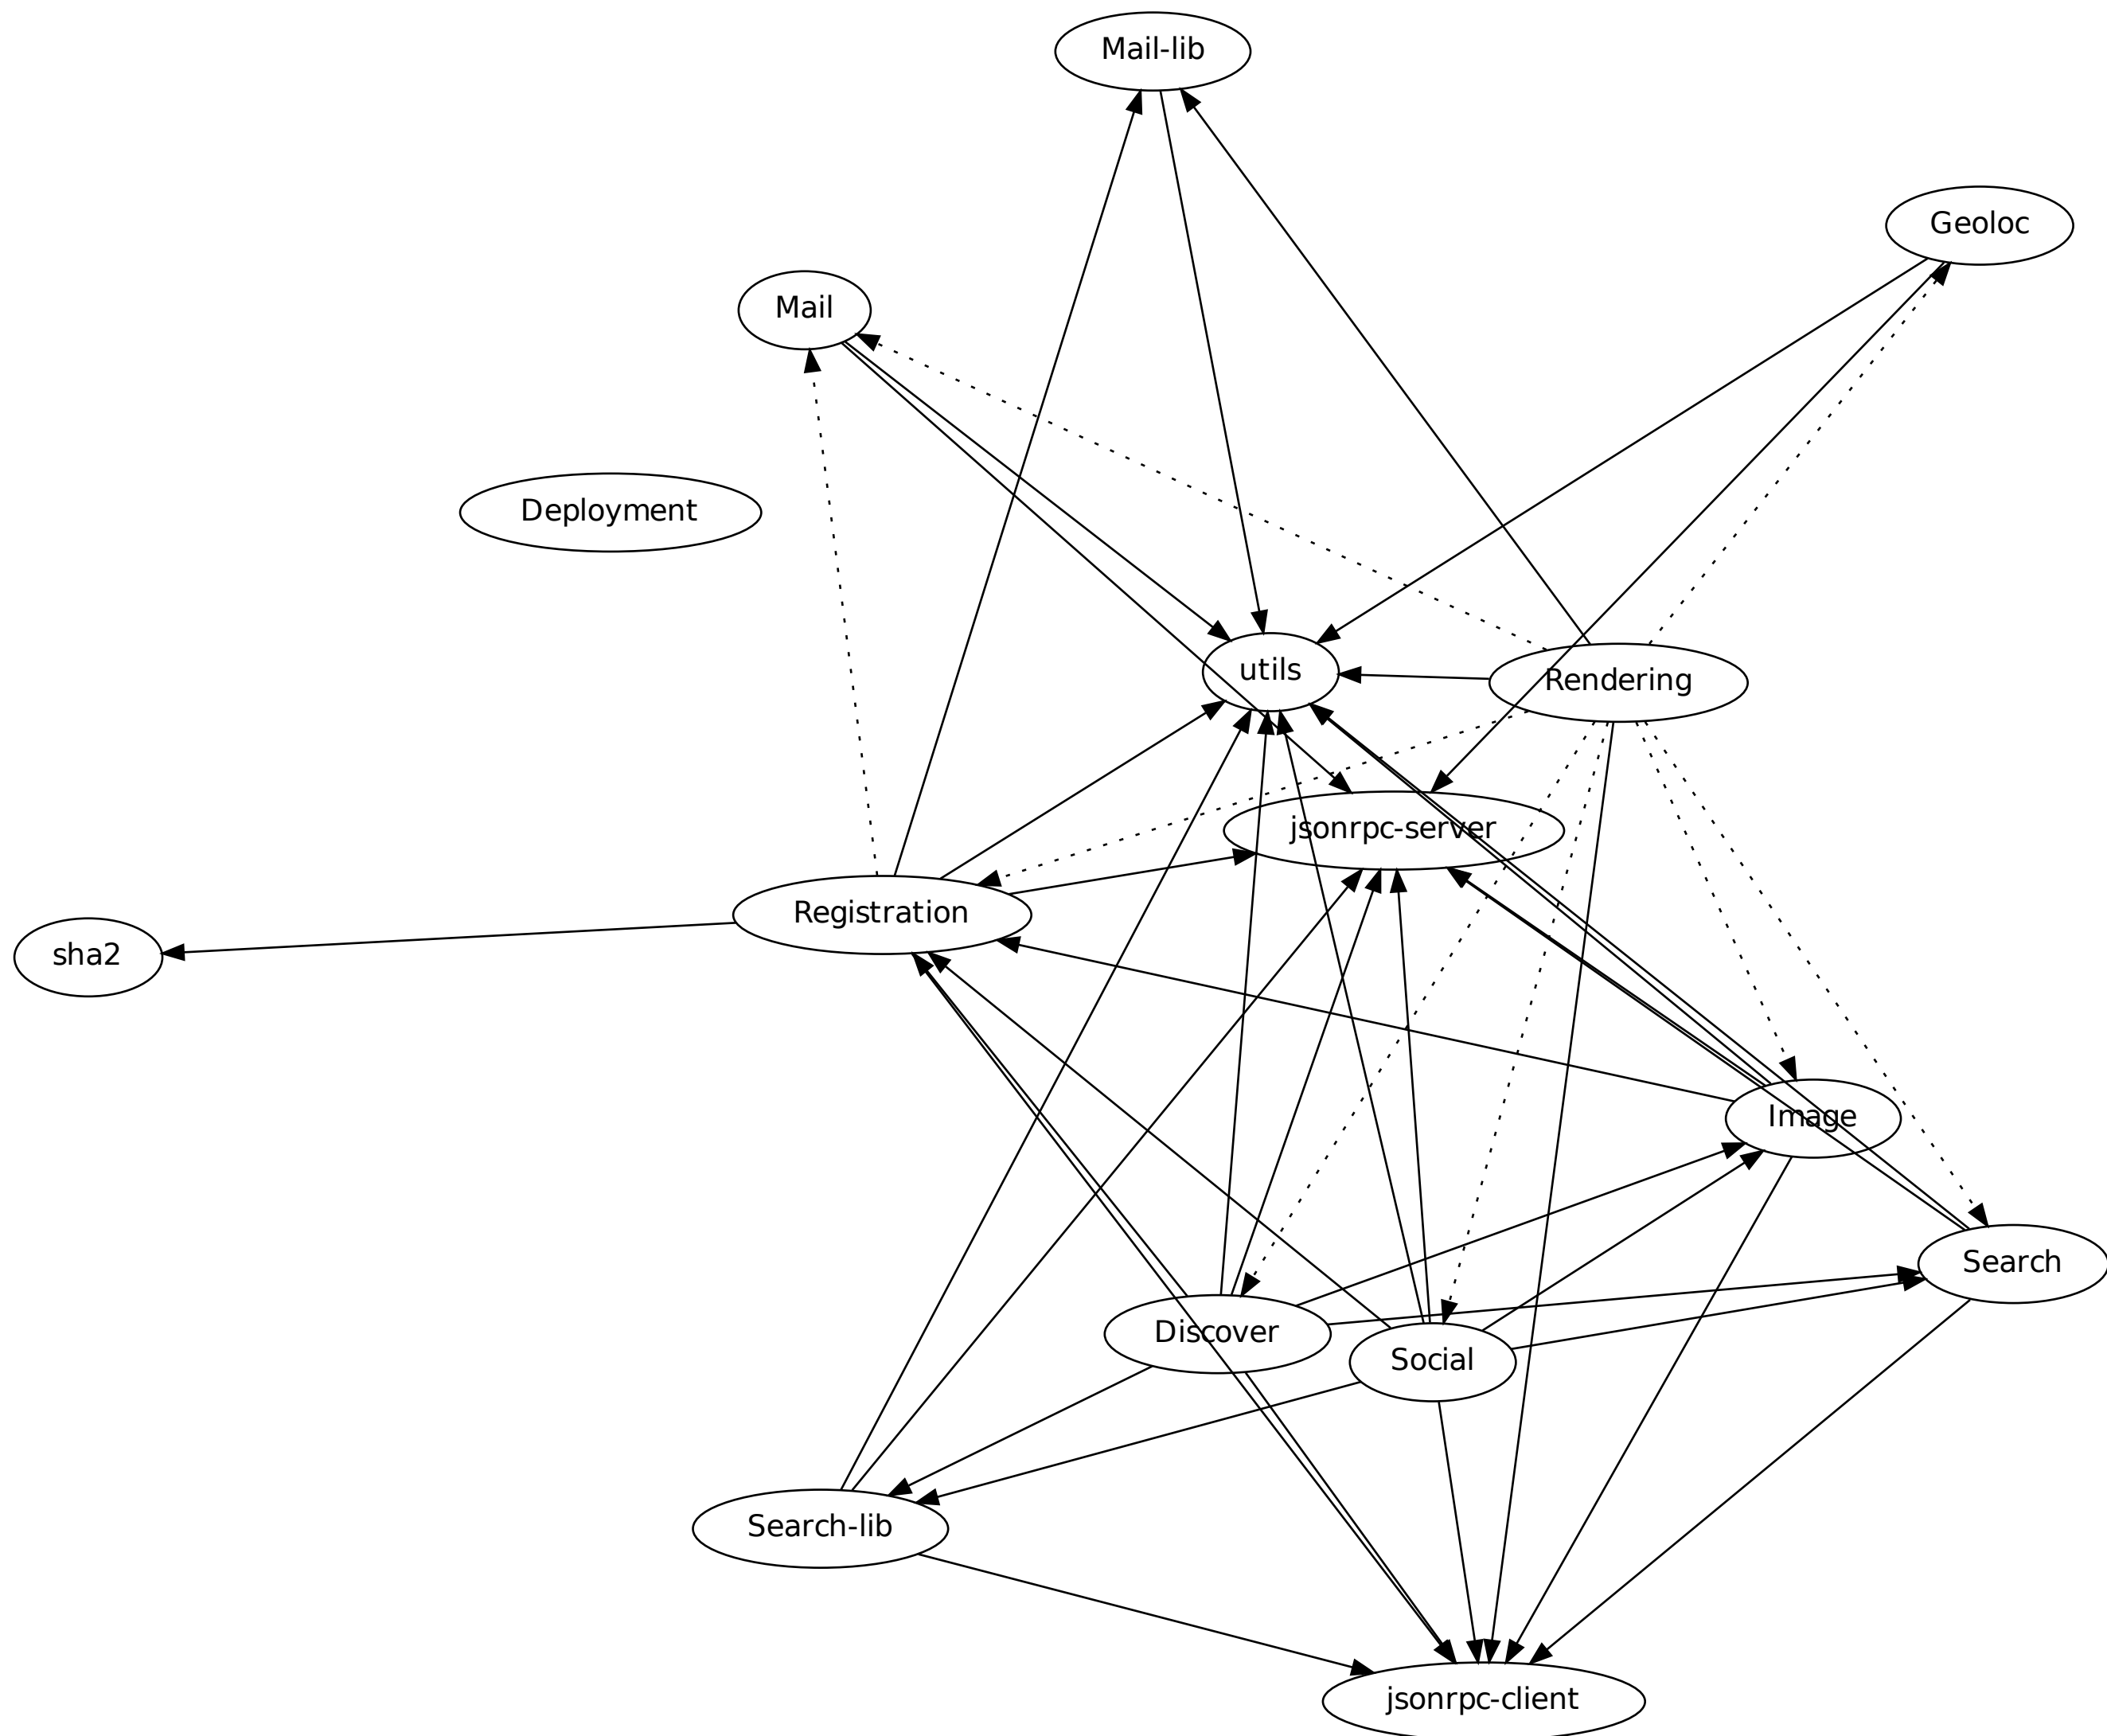 Mail-lib
Geoloc
Mail
Deployment
utils
Rendering
jsonrpc-server
Registration
sha2
Image
Search
Discover
Social
Search-lib
jsonrpc-client